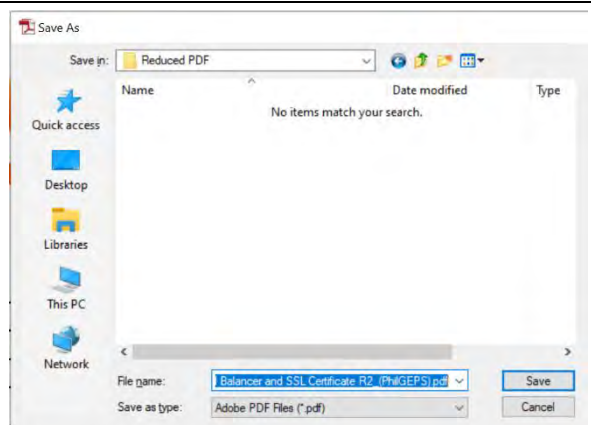 Save As
Save in:
Reduced PDF
Name
Date modified
Type
No items match your search.
Quick access
Desktop
Libraries
This PC
Network
File name:
Balancer and SSL Certificate R2_(PhilGEPS).pdf
Save
Save as type:
Adobe PDF Files (*.pdf)
Cancel